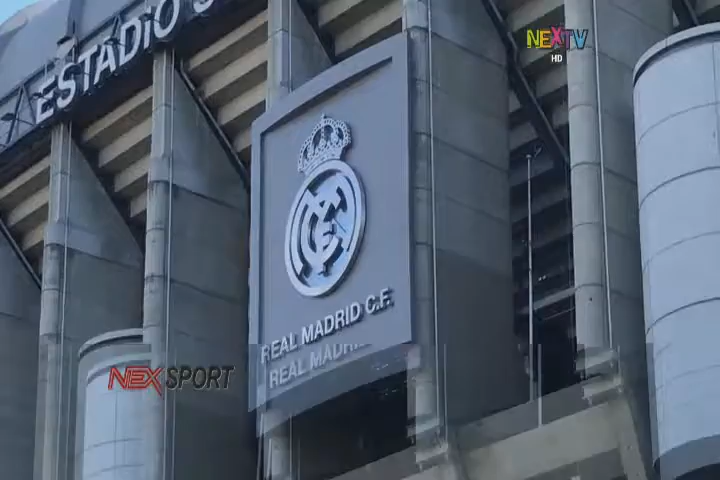 ESTADIO S
NEXTV
HD
REAL MADRID C.F.
REAL MADRI
NEX SPORT